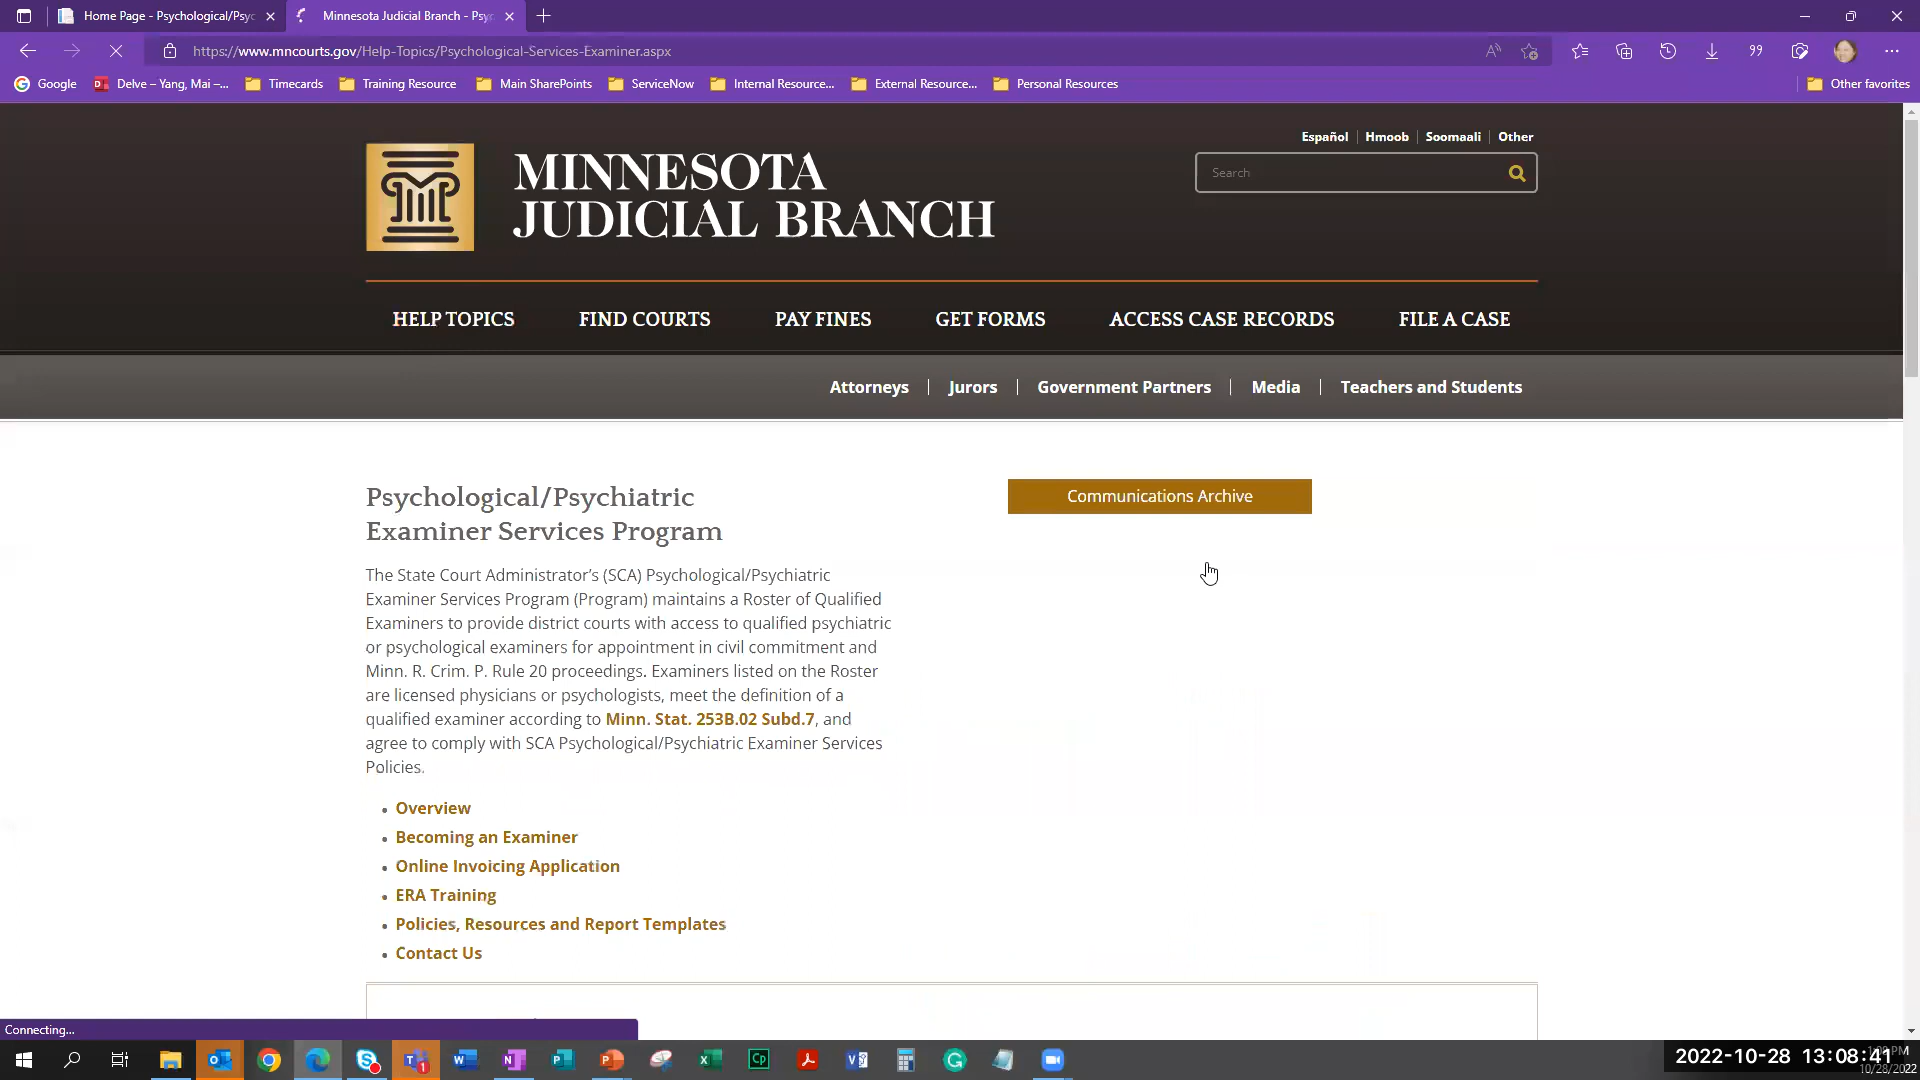 Home Page - Psychological/Psyc
Minnesota Judicial Branch - Psy
https://www.mncourts.gov/Help-Topics/Psychological-Services-Examiner.aspx
Google
Delve – Yang, Mai –...
Timecards
Training Resource
Main SharePoints
ServiceNow
Internal Resource...
External Resource...
Personal Resources
Other favorites
Español
Hmoob
Soomaali
Other
MINNESOTA
JUDICIAL BRANCH
Search
HELP TOPICS
FIND COURTS
PAY FINES
GET FORMS
ACCESS CASE RECORDS
FILE A CASE
Attorneys
Jurors
Government Partners
Media
Teachers and Students
Psychological/Psychiatric
Examiner Services Program
Communications Archive
The State Court Administrator's (SCA) Psychological/Psychiatric
Examiner Services Program (Program) maintains a Roster of Qualified
Examiners to provide district courts with access to qualified psychiatric
or psychological examiners for appointment in civil commitment and
Minn. R. Crim. P. Rule 20 proceedings. Examiners listed on the Roster
are licensed physicians or psychologists, meet the definition of a
qualified examiner according to Minn. Stat. 253B.02 Subd.7, and
agree to comply with SCA Psychological/Psychiatric Examiner Services
Policies.
• Overview
• Becoming an Examiner
• Online Invoicing Application
• ERA Training
• Policies, Resources and Report Templates
• Contact Us
Connecting...
2022-10-28 13:08:41
10/28/2022